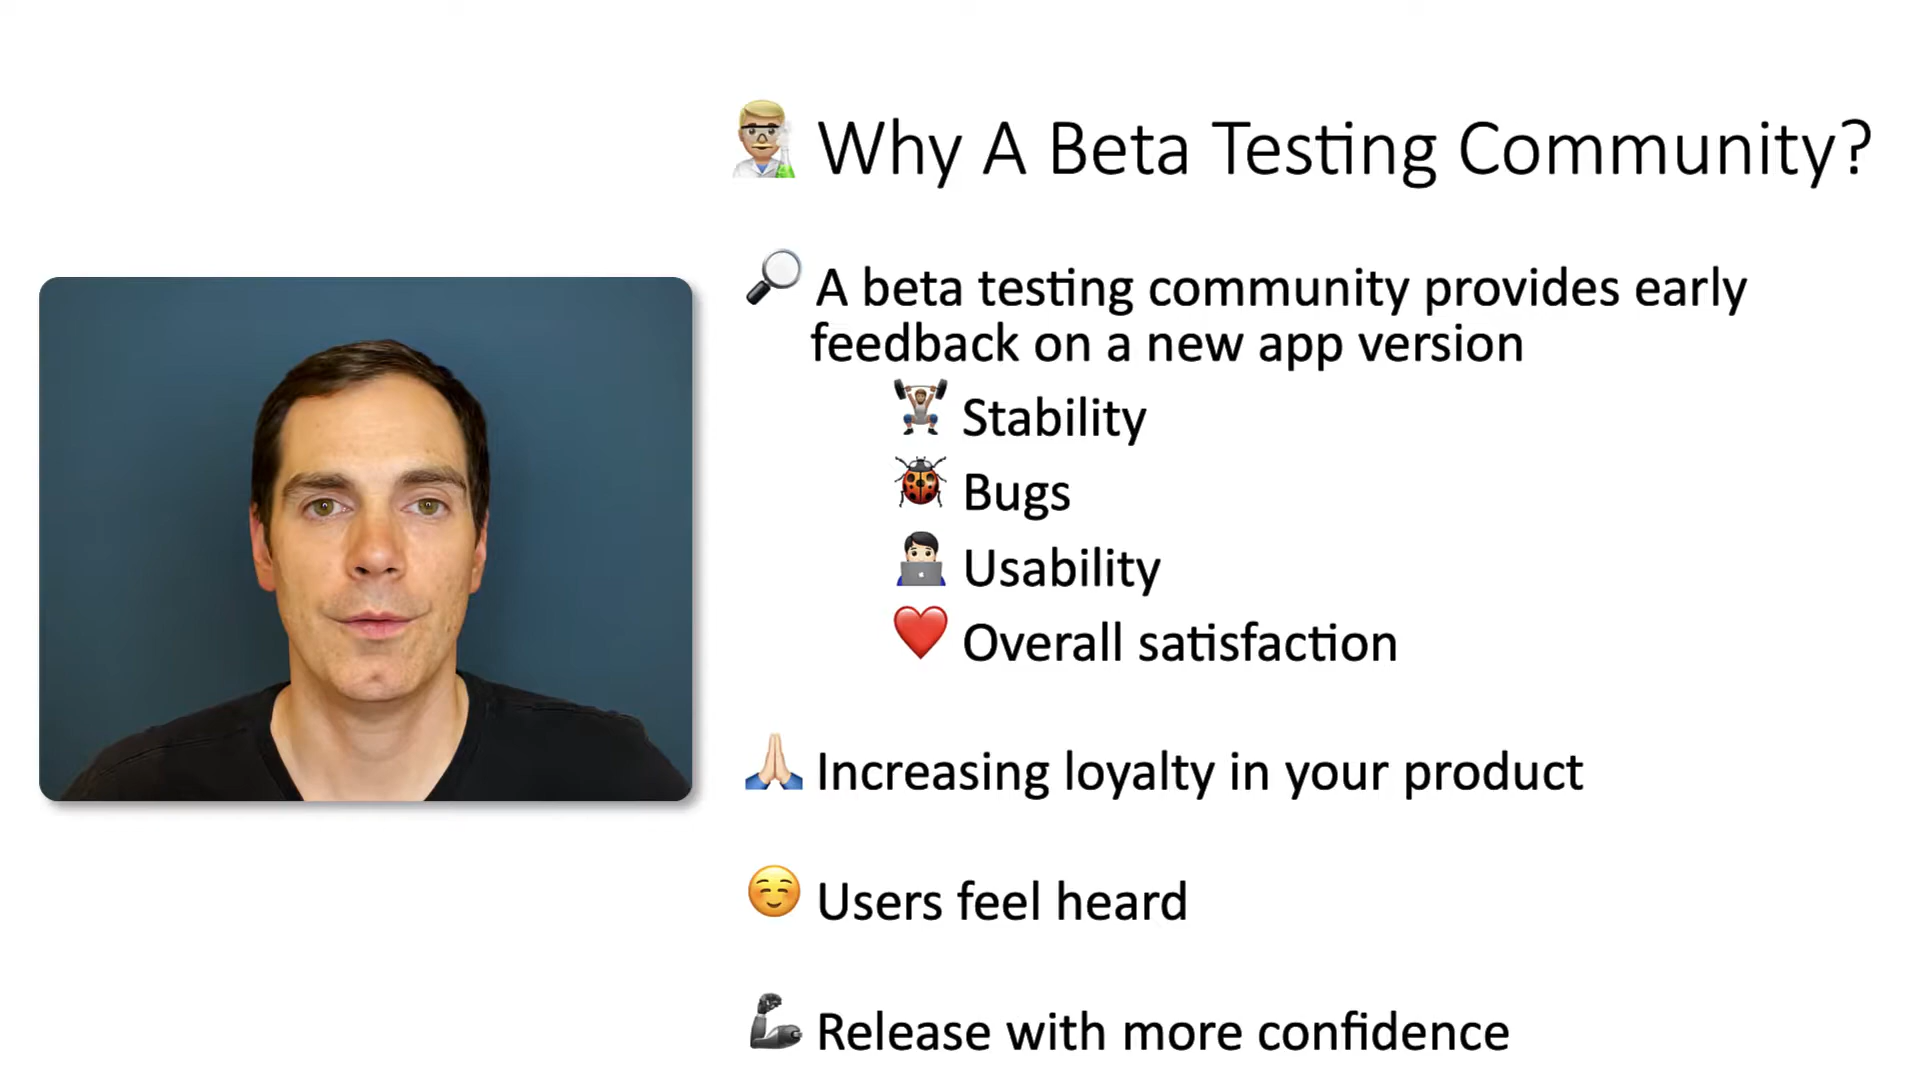 Why A Beta Testing Community?
A beta testing community provides early
feedback on a new app version
Stability
Bugs
Usability
Overall satisfaction
Increasing loyalty in your product
Users feel heard
Release with more confidence